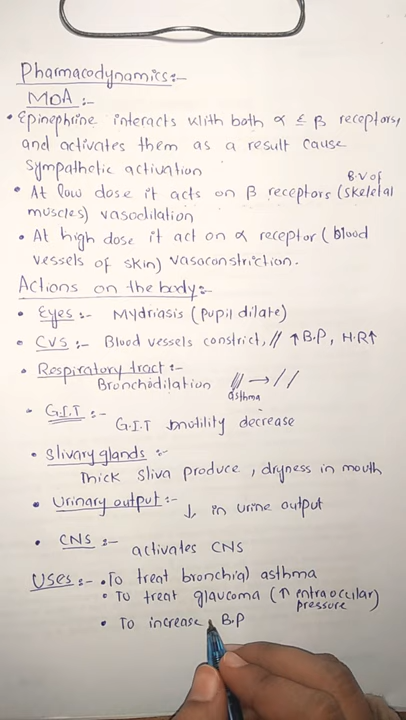 Pharmacodynamics:-
MOA :-
• Epinephrine interacts with both α & β receptors,
and activates them as a result cause
sympathetic activation
• At low dose it acts on β receptors (B.V of skeletal
muscles) vasodilation
• At high dose it act on α receptor (blood
vessels of skin) vasoconstriction.
Actions on the body:-
• Eyes :- Mydriasis (Pupil dilate)
• CVS :- Blood vessels constrict, // ↑B.P, H.R↑
• Respiratory tract :-
Bronchodilation → //
asthma
• G.I.T :-
G.I.T motility decrease
• Slivary glands :-
Thick Sliva produce, dryness in mouth
• Urinary output :-
↓ in urine output
• CNS :-
activates CNS
Uses :- • To treat bronchial asthma
• To treat glaucoma (↑ entraoccular
pressure)
• To increase B.P